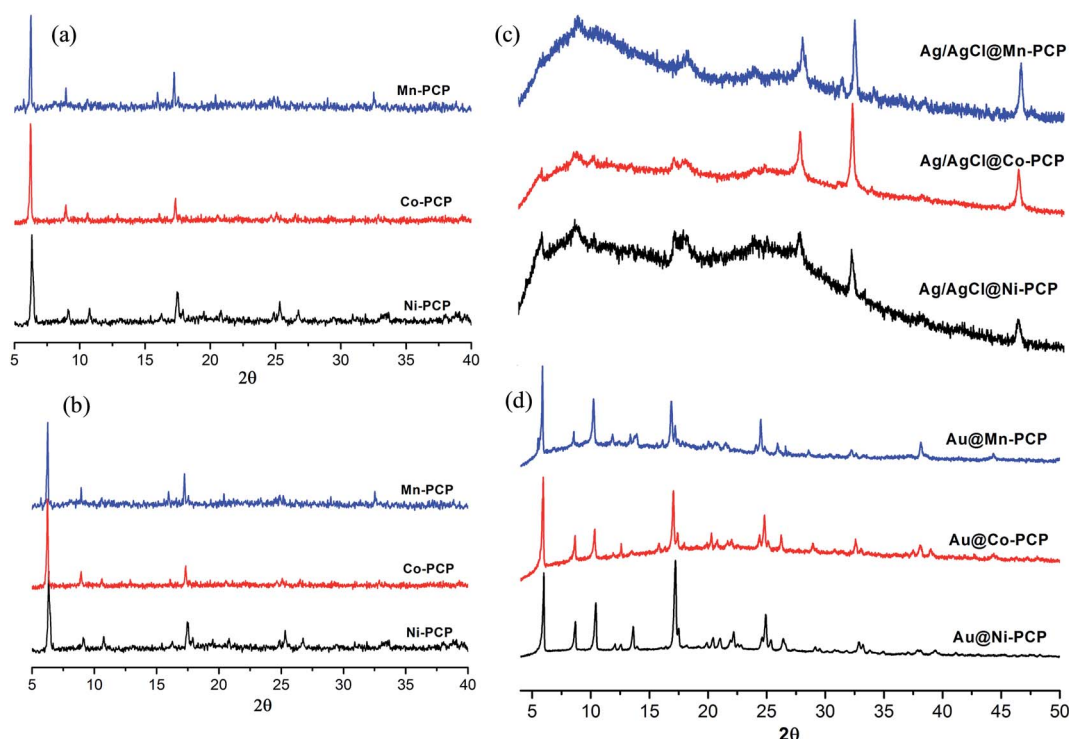 (a)
Mn-PCP
Co-PCP
Ni-PCP
5 10 15 20 25 30 35 40
2θ
(b)
Mn-PCP
Co-PCP
Ni-PCP
5 10 15 20 25 30 35 40
2θ
(c)
Ag/AgCl@Mn-PCP
Ag/AgCl@Co-PCP
Ag/AgCl@Ni-PCP
(d)
Au@Mn-PCP
Au@Co-PCP
Au@Ni-PCP
5 10 15 20 25 30 35 40 45 50
2θ